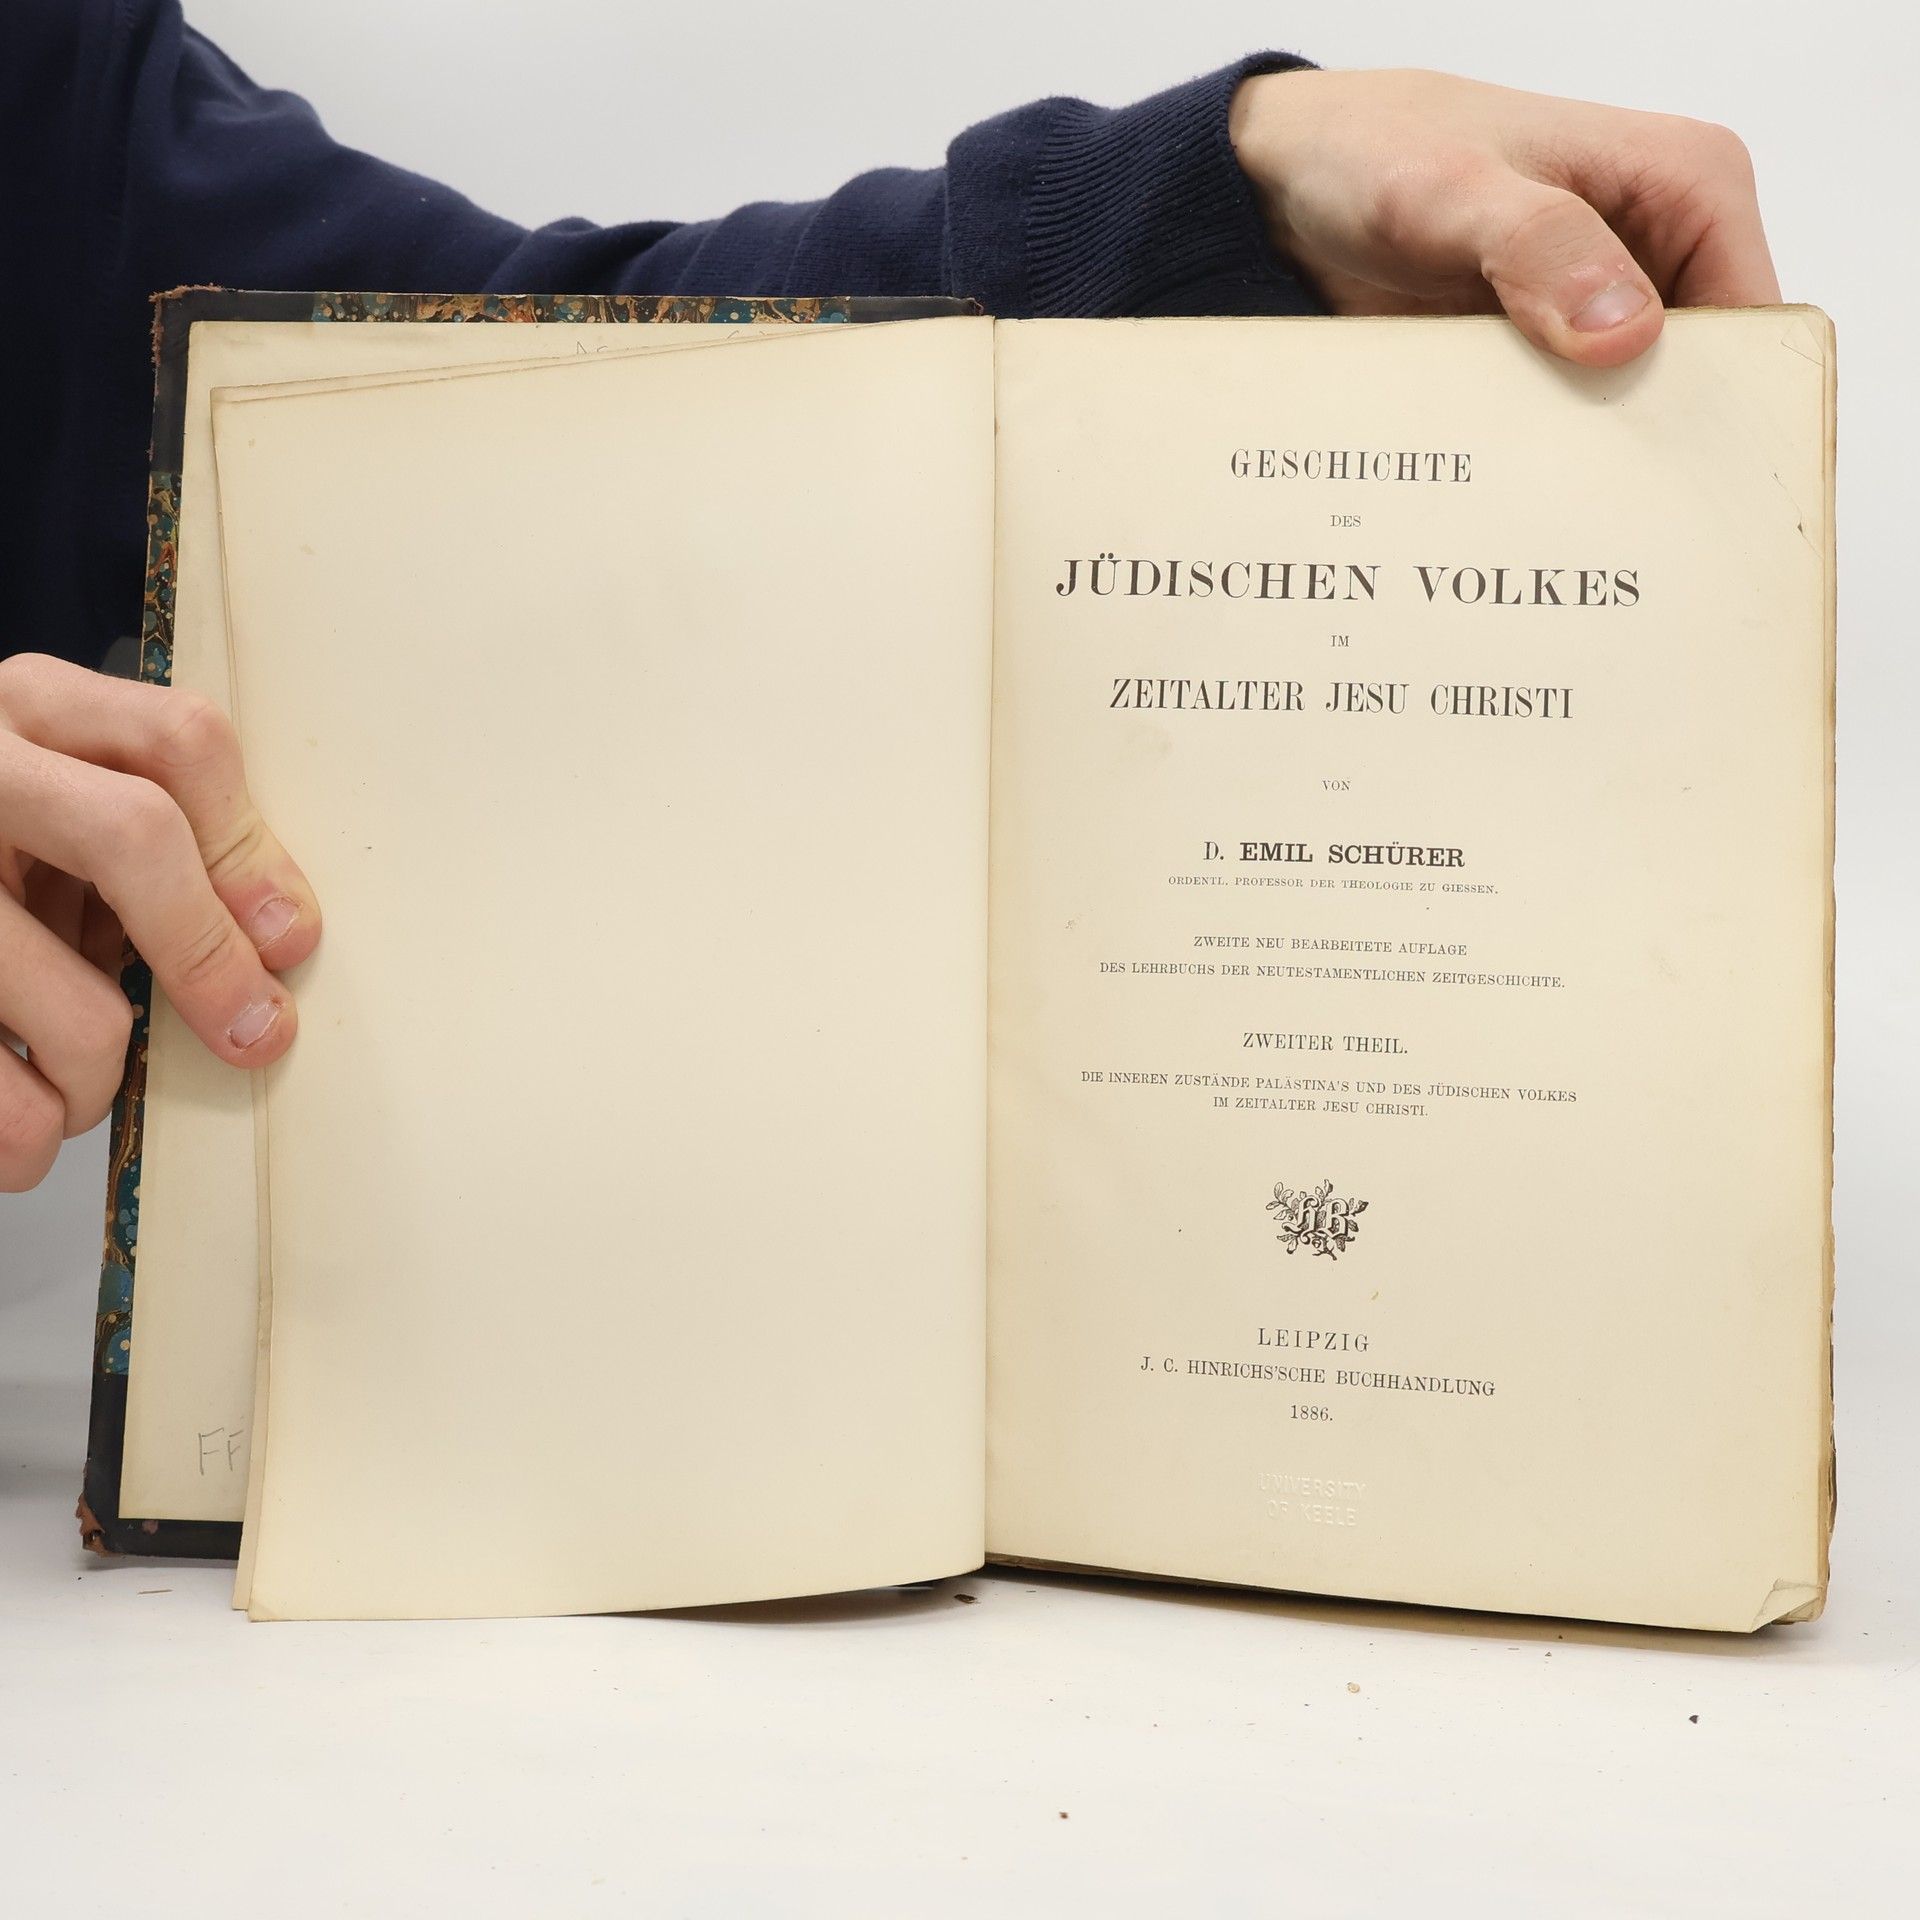 GESCHICHTE
DES
JÜDISCHEN VOLKES
IM
ZEITALTER JESU CHRISTI
VON
D. EMIL SCHÜRER
ORDENTL. PROFESSOR DER THEOLOGIE ZU GIESSEN.
ZWEITE NEU BEARBEITETE AUFLAGE
DES LEHRBUCHS DER NEUTESTAMENTLICHEN ZEITGESCHICHTE.
ZWEITER THEIL.
DIE INNEREN ZUSTÄNDE PALÄSTINA'S UND DES JÜDISCHEN VOLKES
IM ZEITALTER JESU CHRISTI.
LEIPZIG
J. C. HINRICHS'SCHE BUCHHANDLUNG
1886.
UNIVERSITY
OF KEELE